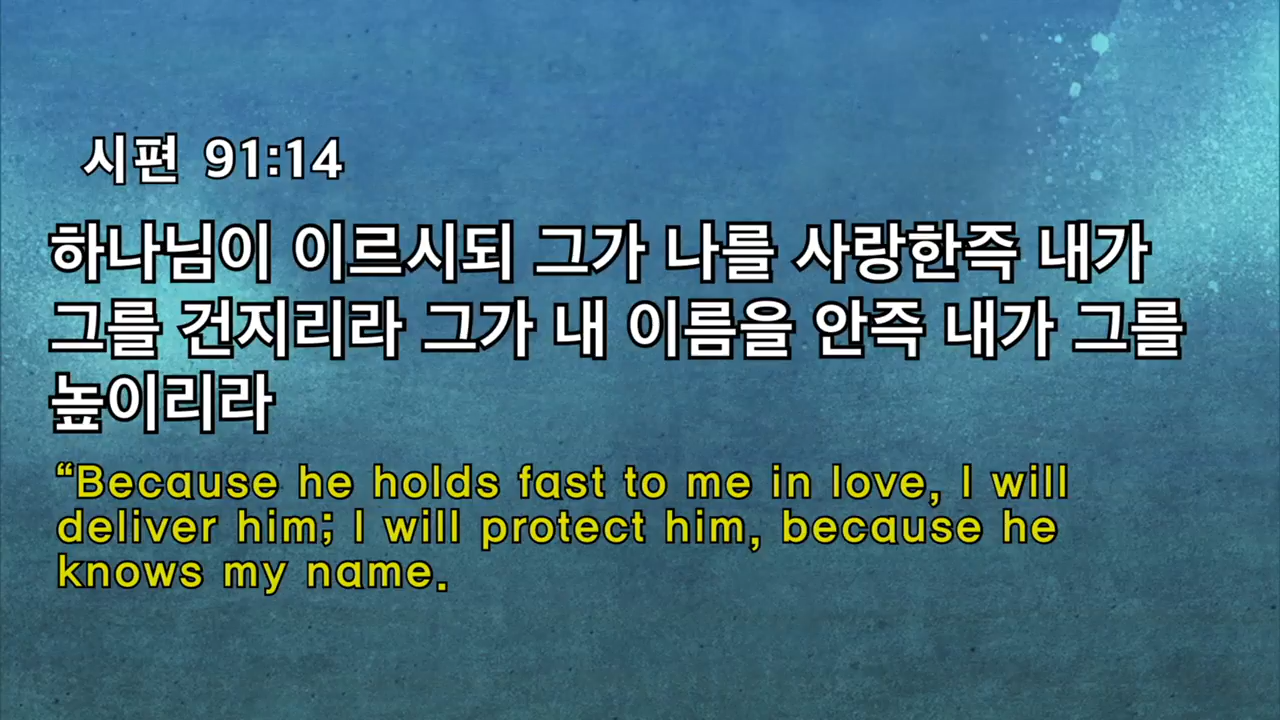 시편 91:14
하나님이 이르시되 그가 나를 사랑한즉 내가
그를 건지리라 그가 내 이름을 안즉 내가 그를
높이리라
“Because he holds fast to me in love, I will
deliver him; I will protect him, because he
knows my name.